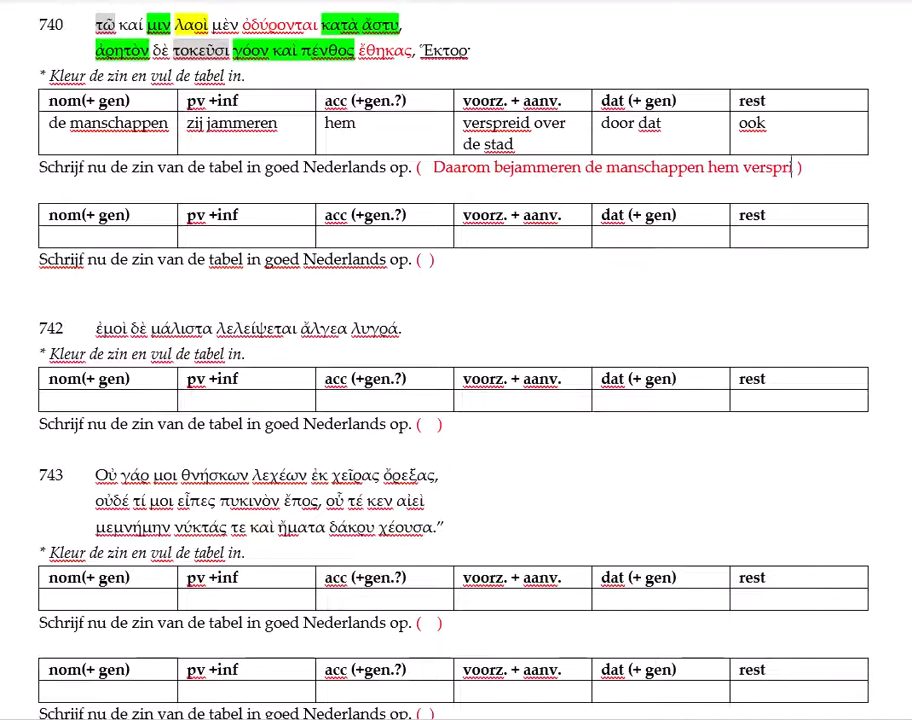 740 τῶ καί μιν λαοὶ μὲν ὀδύρονται κατὰ ἄστυ,
ἀρητὸν δὲ τοκεῦσι γόον καὶ πένθος ἔθηκας, Ἕκτορ·
* Kleur de zin en vul de tabel in.
nom(+ gen) pv +inf acc (+gen.?) voorz. + aanv. dat (+ gen) rest
de manschappen zij jammeren hem verspreid over door dat ook
de stad
Schrijf nu de zin van de tabel in goed Nederlands op. ( Daarom bejammeren de manschappen hem verspri )
nom(+ gen) pv +inf acc (+gen.?) voorz. + aanv. dat (+ gen) rest
Schrijf nu de zin van de tabel in goed Nederlands op. ( )
742 ἐμοὶ δὲ μάλιστα λελείψεται ἄλγεα λυγρά.
* Kleur de zin en vul de tabel in.
nom(+ gen) pv +inf acc (+gen.?) voorz. + aanv. dat (+ gen) rest
Schrijf nu de zin van de tabel in goed Nederlands op. ( )
743 Οὐ γάρ μοι θνήσκων λεχέων ἐκ χεῖρας ὄρεξας,
οὐδέ τί μοι εἶπες πυκινὸν ἔπος, οὗ τέ κεν αἰεὶ
μεμνήμην νύκτάς τε καὶ ἤματα δάκρυ χέουσα.”
* Kleur de zin en vul de tabel in.
nom(+ gen) pv +inf acc (+gen.?) voorz. + aanv. dat (+ gen) rest
Schrijf nu de zin van de tabel in goed Nederlands op. ( )
nom(+ gen) pv +inf acc (+gen.?) voorz. + aanv. dat (+ gen) rest
Schrijf nu de zin van de tabel in goed Nederlands op. ( )